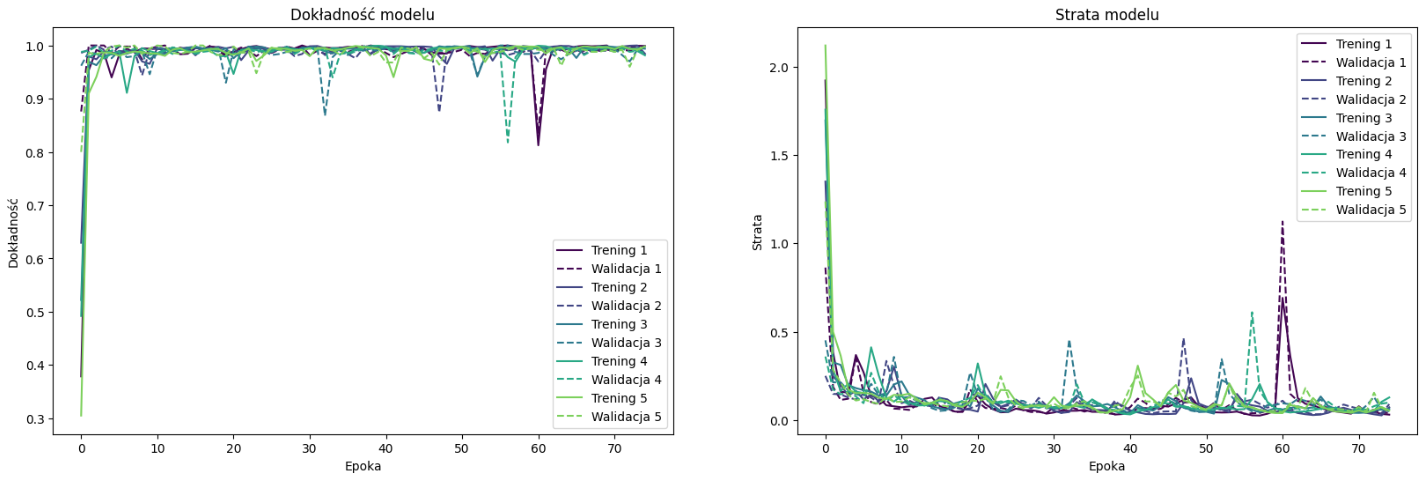 Dokładność modelu
Dokładność
1.0
0.9
0.8
0.7
0.6
0.5
0.4
0.3
0 10 20 30 40 50 60 70
Epoka
Trening 1
Walidacja 1
Trening 2
Walidacja 2
Trening 3
Walidacja 3
Trening 4
Walidacja 4
Trening 5
Walidacja 5
Strata modelu
Strata
2.0
1.5
1.0
0.5
0.0
0 10 20 30 40 50 60 70
Epoka
Trening 1
Walidacja 1
Trening 2
Walidacja 2
Trening 3
Walidacja 3
Trening 4
Walidacja 4
Trening 5
Walidacja 5